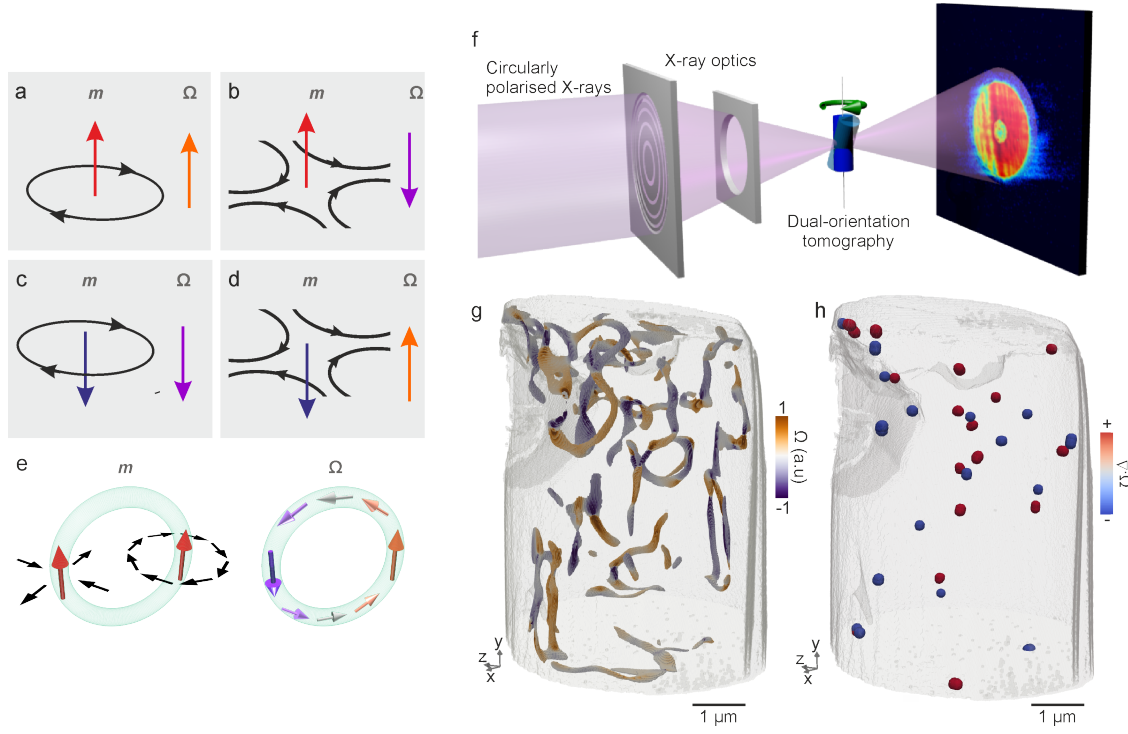 a
m
Ω
b
m
Ω
c
m
Ω
d
m
Ω
e
m
Ω
f
Circularly
polarised X-rays
X-ray optics
Dual-orientation
tomography
g
1
Ω (a.u)
-1
y
z
x
1 µm
h
+
∇·Ω
-
y
z
x
1 µm